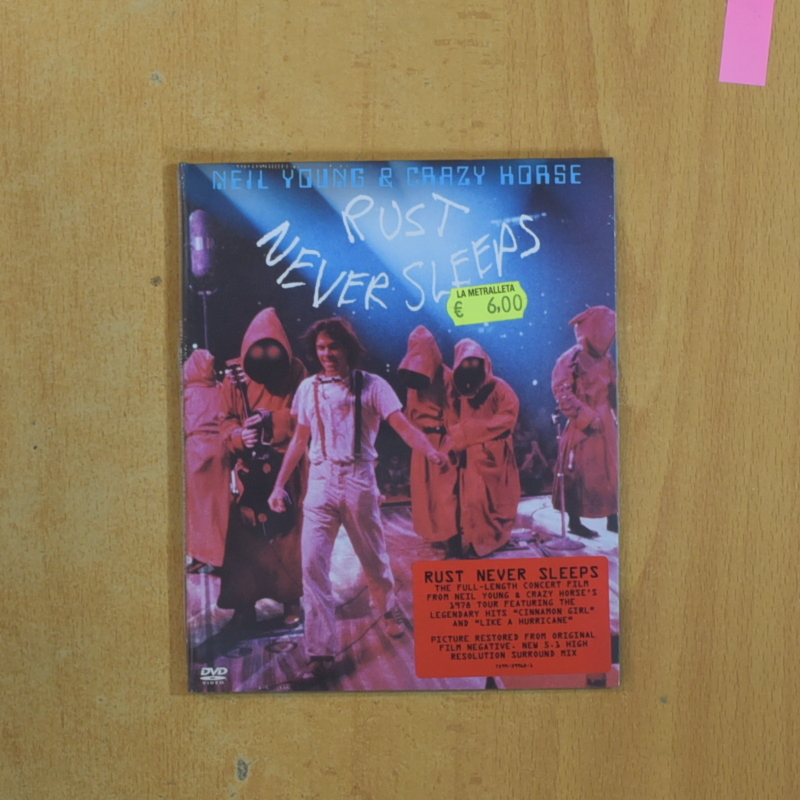 NEIL YOUNG & CRAZY HORSE
RUST
NEVER SLEEPS
LA METRALLETA
€ 6,00
RUST NEVER SLEEPS
THE FULL-LENGTH CONCERT FILM
FROM NEIL YOUNG & CRAZY HORSE'S
1978 TOUR FEATURING THE
LEGENDARY HITS "CINNAMON GIRL"
AND "LIKE A HURRICANE"
PICTURE RESTORED FROM ORIGINAL
FILM NEGATIVE. NEW 5.1 HIGH
RESOLUTION SURROUND MIX
DVD
VIDEO